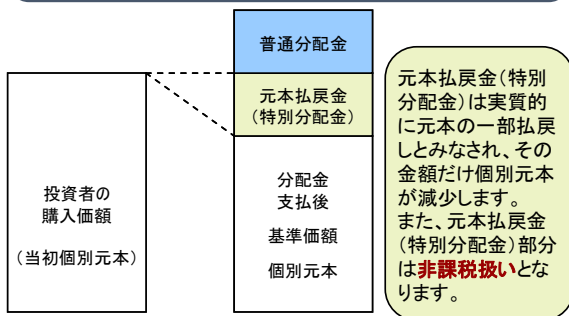 普通分配金
元本払戻金
(特別分配金)
投資者の
購入価額
(当初個別元本)
分配金
支払後
基準価額
個別元本
元本払戻金(特別
分配金)は実質的
に元本の一部払戻
しとみなされ、その
金額だけ個別元本
が減少します。
また、元本払戻金
(特別分配金)部分
は非課税扱いとな
ります。